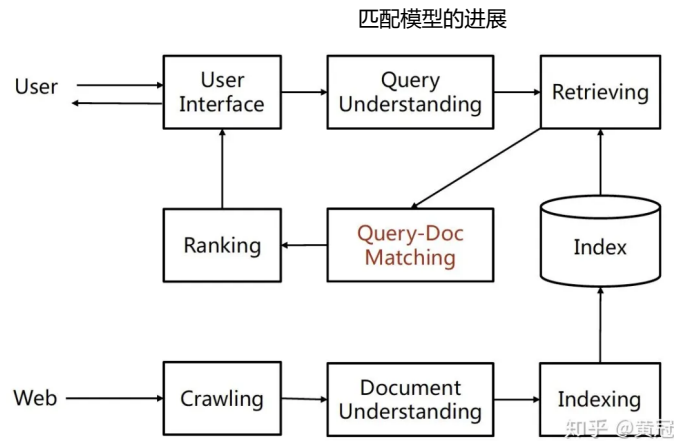 匹配模型的进展
User
User
Interface
Query
Understanding
Retrieving
Ranking
Query-Doc
Matching
Index
Web
Crawling
Document
Understanding
Indexing
知乎 @黄冠